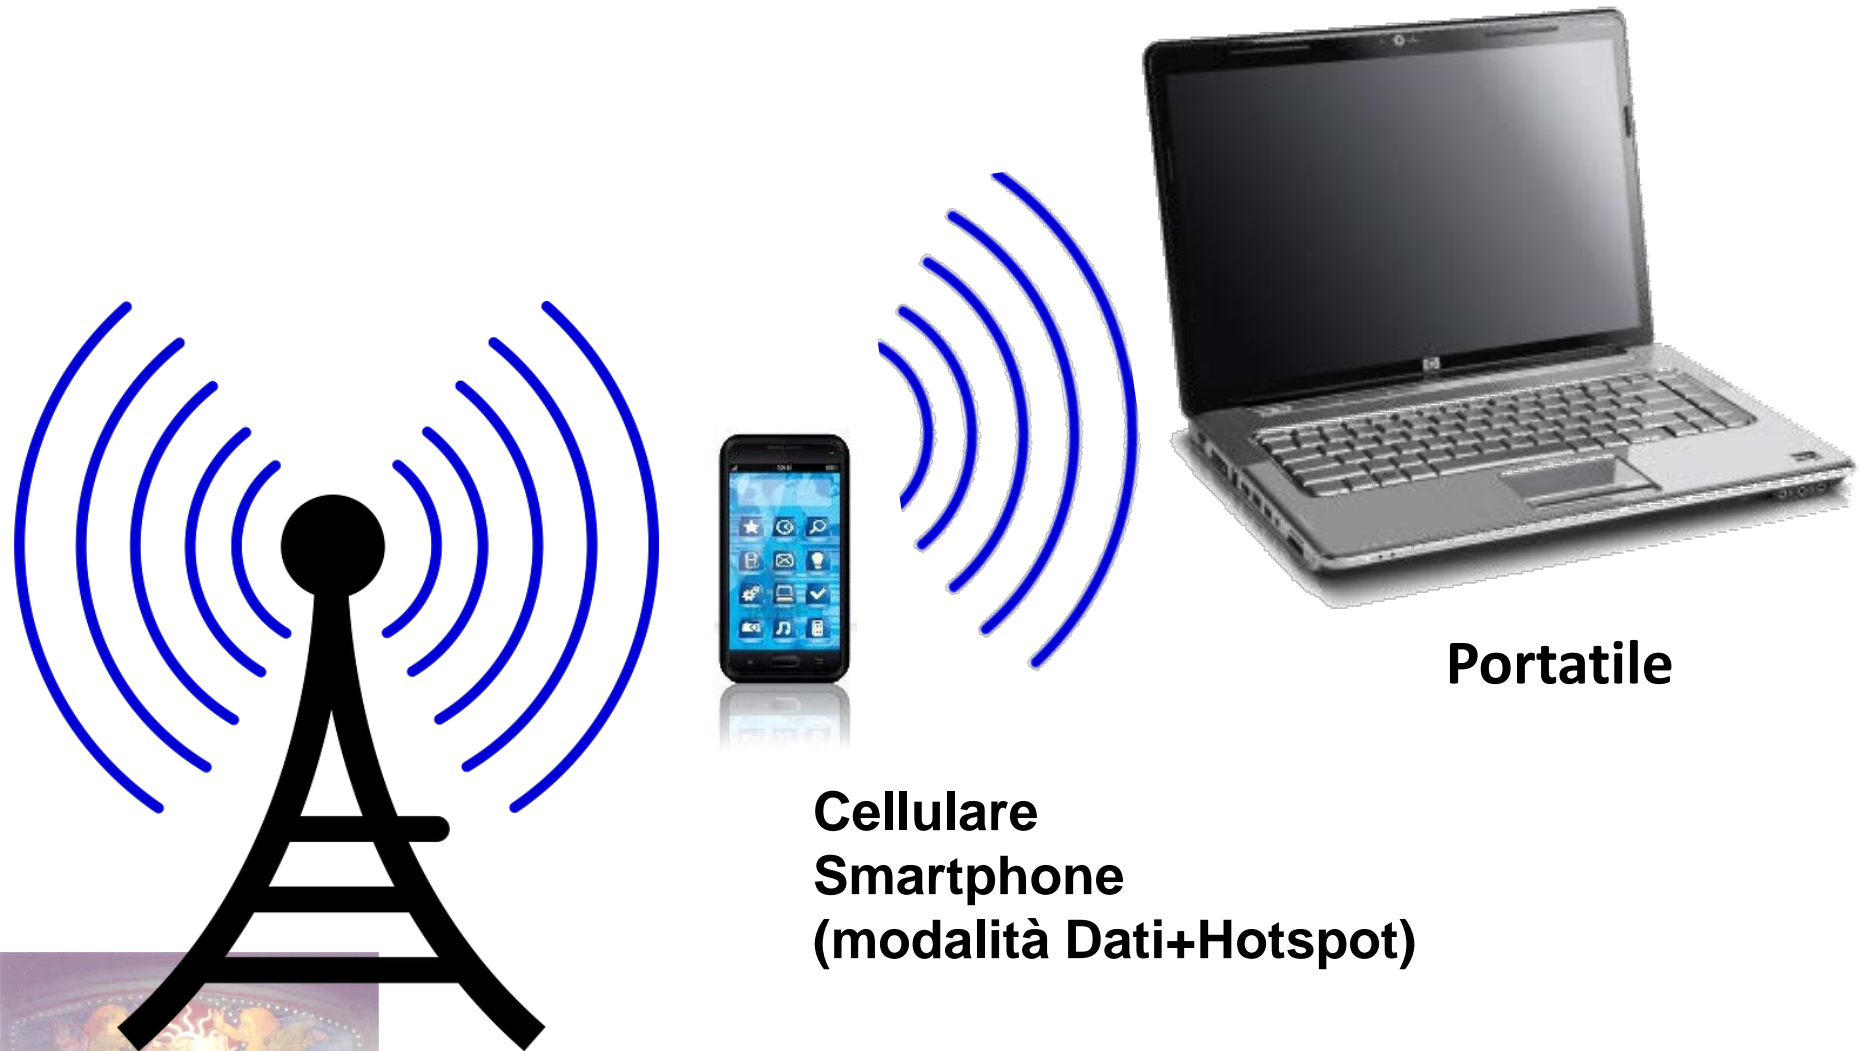 Portatile
Cellulare
Smartphone
(modalità Dati+Hotspot)